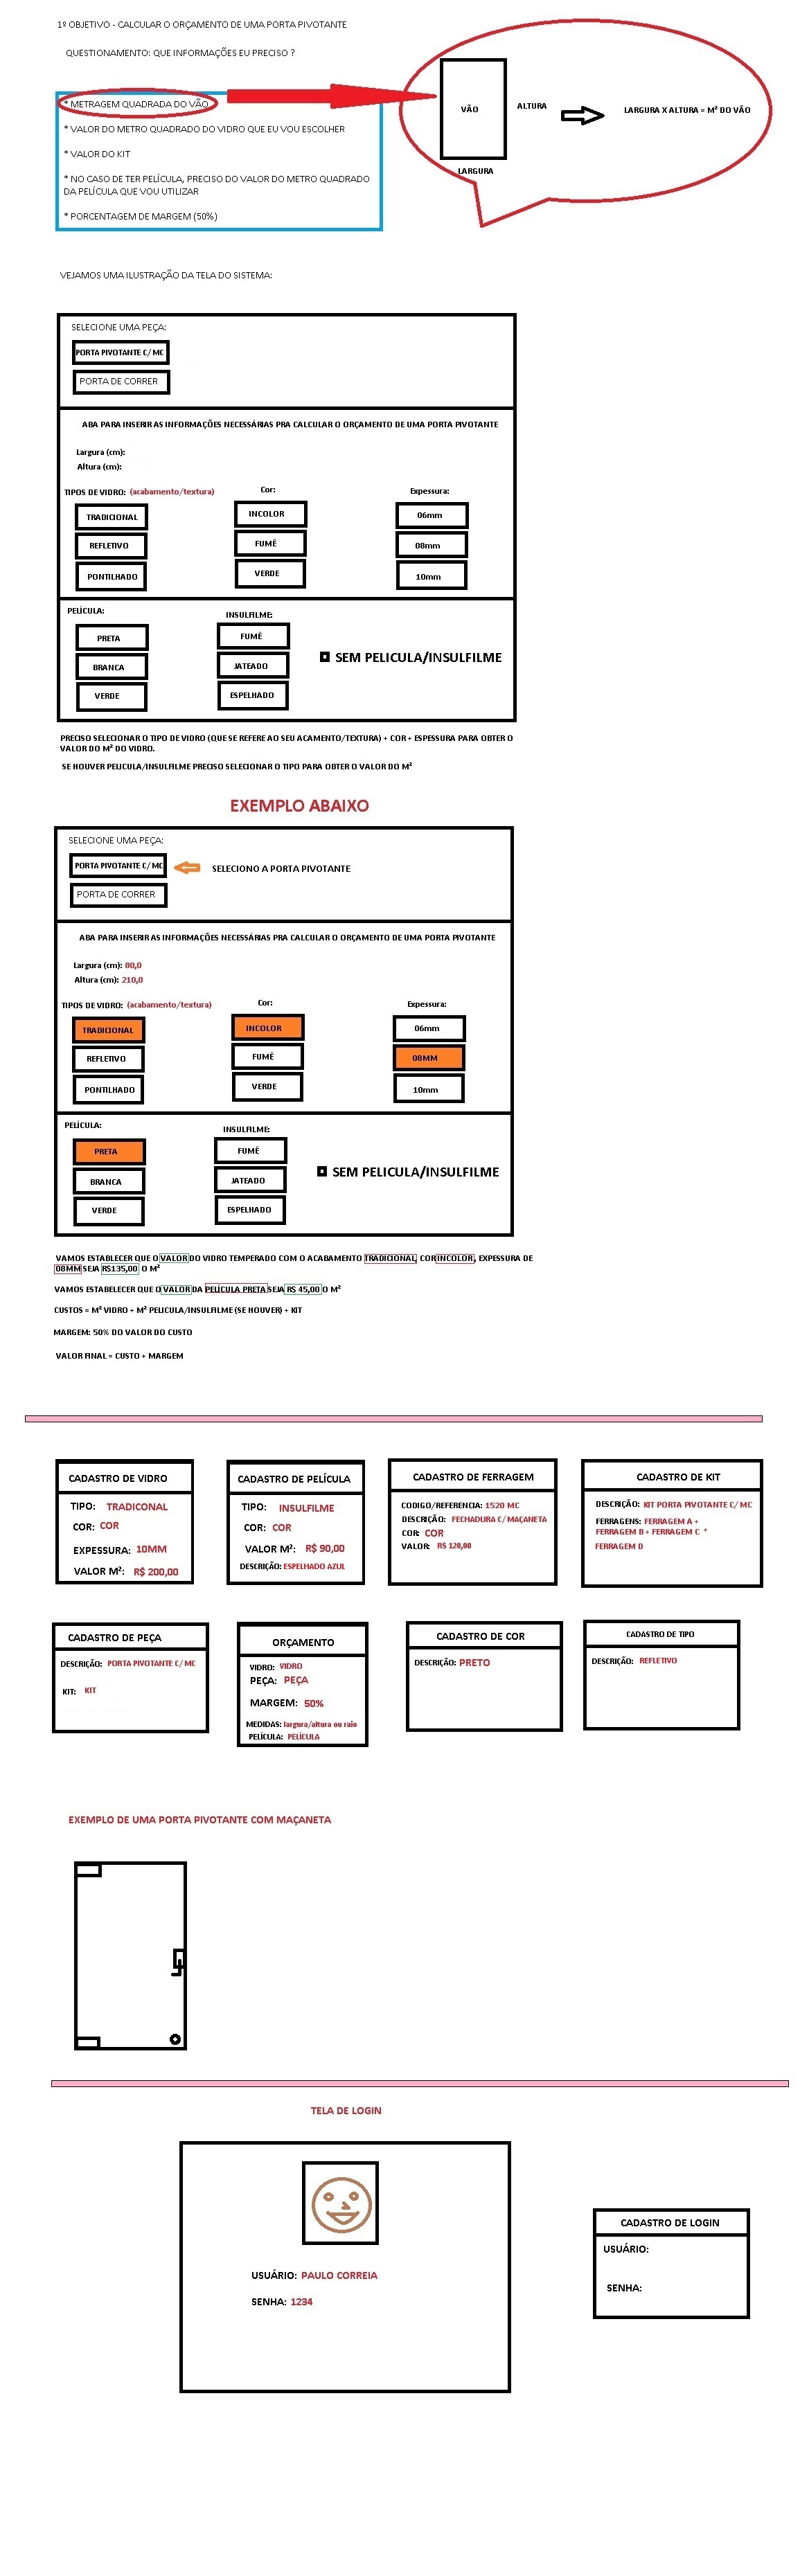 1º OBJETIVO - CALCULAR O ORÇAMENTO DE UMA PORTA PIVOTANTE
QUESTIONAMENTO: QUE INFORMAÇÕES EU PRECISO ?
* METRAGEM QUADRADA DO VÃO
* VALOR DO METRO QUADRADO DO VIDRO QUE EU VOU ESCOLHER
* VALOR DO KIT
* NO CASO DE TER PELÍCULA, PRECISO DO VALOR DO METRO QUADRADO
DA PELÍCULA QUE VOU UTILIZAR
* PORCENTAGEM DE MARGEM (50%)
VÃO
ALTURA
LARGURA X ALTURA = M² DO VÃO
LARGURA
VEJAMOS UMA ILUSTRAÇÃO DA TELA DO SISTEMA:
SELECIONE UMA PEÇA:
PORTA PIVOTANTE C/ MC
PORTA DE CORRER
ABA PARA INSERIR AS INFORMAÇÕES NECESSÁRIAS PRA CALCULAR O ORÇAMENTO DE UMA PORTA PIVOTANTE
Largura (cm):
Altura (cm):
TIPOS DE VIDRO: (acabamento/textura)
Cor:
Expessura:
TRADICIONAL
INCOLOR
06mm
REFLETIVO
FUMÊ
08mm
PONTILHADO
VERDE
10mm
PELÍCULA:
INSULFILME:
PRETA
FUMÊ
BRANCA
JATEADO
SEM PELICULA/INSULFILME
VERDE
ESPELHADO
PRECISO SELECIONAR O TIPO DE VIDRO (QUE SE REFERE AO SEU ACAMENTO/TEXTURA) + COR + ESPESSURA PARA OBTER O
VALOR DO M² DO VIDRO.
SE HOUVER PELICULA/INSULFILME PRECISO SELECIONAR O TIPO PARA OBTER O VALOR DO M²
EXEMPLO ABAIXO
SELECIONE UMA PEÇA:
PORTA PIVOTANTE C/ MC
SELECIONO A PORTA PIVOTANTE
PORTA DE CORRER
ABA PARA INSERIR AS INFORMAÇÕES NECESSÁRIAS PRA CALCULAR O ORÇAMENTO DE UMA PORTA PIVOTANTE
Largura (cm): 80,0
Altura (cm): 210,0
TIPOS DE VIDRO: (acabamento/textura)
Cor:
Expessura:
TRADICIONAL
INCOLOR
06mm
REFLETIVO
FUMÊ
08MM
PONTILHADO
VERDE
10mm
PELÍCULA:
INSULFILME:
PRETA
FUMÊ
BRANCA
JATEADO
SEM PELICULA/INSULFILME
VERDE
ESPELHADO
VAMOS ESTABLECER QUE O VALOR DO VIDRO TEMPERADO COM O ACABAMENTO TRADICIONAL, COR INCOLOR, EXPESSURA DE
08MM SEJA R$135,00 O M²
VAMOS ESTABELECER QUE O VALOR DA PELÍCULA PRETA SEJA R$ 45,00 O M²
CUSTOS = M² VIDRO + M² PELICULA/INSULFILME (SE HOUVER) + KIT
MARGEM: 50% DO VALOR DO CUSTO
VALOR FINAL = CUSTO + MARGEM
CADASTRO DE VIDRO
TIPO: TRADICONAL
COR: COR
EXPESSURA: 10MM
VALOR M²: R$ 200,00
CADASTRO DE PELÍCULA
TIPO: INSULFILME
COR: COR
VALOR M²: R$ 90,00
DESCRIÇÃO: ESPELHADO AZUL
CADASTRO DE FERRAGEM
CODIGO/REFERENCIA: 1520 MC
DESCRIÇÃO: FECHADURA C/ MAÇANETA
COR: COR
VALOR: R$ 120,00
CADASTRO DE KIT
DESCRIÇÃO: KIT PORTA PIVOTANTE C/ MC
FERRAGENS: FERRAGEM A +
FERRAGEM B + FERRAGEM C +
FERRAGEM D
CADASTRO DE PEÇA
DESCRIÇÃO: PORTA PIVOTANTE C/ MC
KIT: KIT
ORÇAMENTO
VIDRO: VIDRO
PEÇA: PEÇA
MARGEM: 50%
MEDIDAS: largura/altura ou raio
PELÍCULA: PELÍCULA
CADASTRO DE COR
DESCRIÇÃO: PRETO
CADASTRO DE TIPO
DESCRIÇÃO: REFLETIVO
EXEMPLO DE UMA PORTA PIVOTANTE COM MAÇANETA
TELA DE LOGIN
USUÁRIO: PAULO CORREIA
SENHA: 1234
CADASTRO DE LOGIN
USUÁRIO:
SENHA: